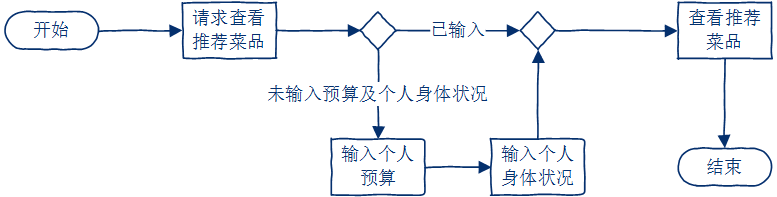 开始
请求查看
推荐菜品
已输入
查看推荐
菜品
未输入预算及个人身体状况
输入个人
预算
输入个人
身体状况
结束